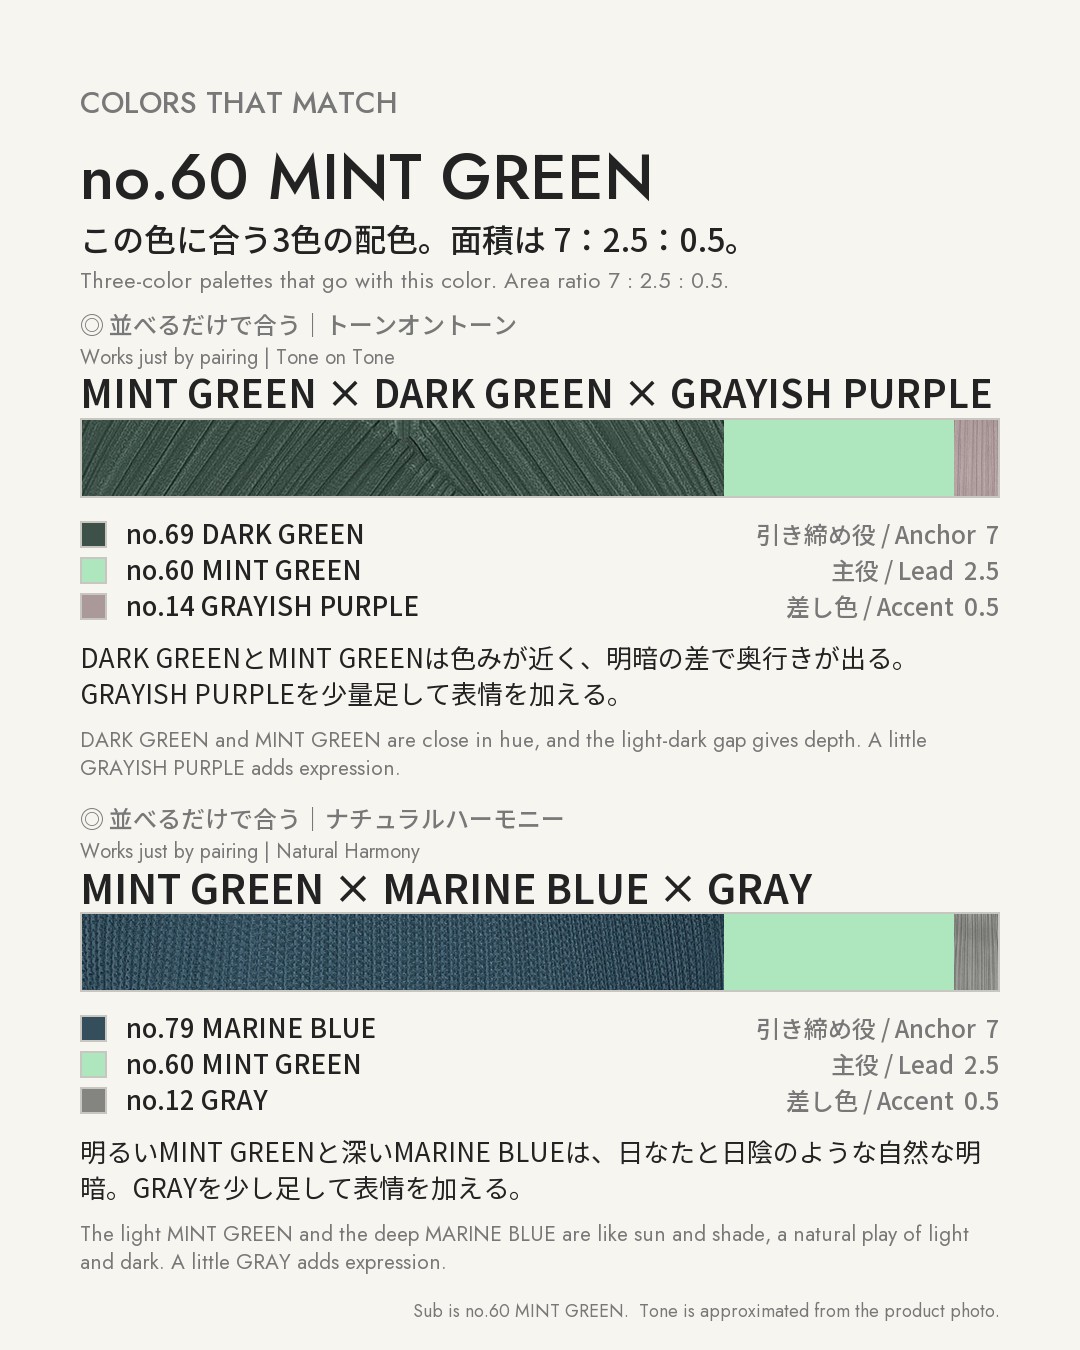 COLORS THAT MATCH
no.60 MINT GREEN
この色に合う3色の配色。面積は 7：2.5：0.5。
Three-color palettes that go with this color. Area ratio 7 : 2.5 : 0.5.
◎ 並べるだけで合う｜トーンオントーン
Works just by pairing | Tone on Tone
MINT GREEN × DARK GREEN × GRAYISH PURPLE
no.69 DARK GREEN 引き締め役 / Anchor 7
no.60 MINT GREEN 主役 / Lead 2.5
no.14 GRAYISH PURPLE 差し色 / Accent 0.5
DARK GREENとMINT GREENは色みが近く、明暗の差で奥行きが出る。
GRAYISH PURPLEを少量足して表情を加える。
DARK GREEN and MINT GREEN are close in hue, and the light-dark gap gives depth. A little
GRAYISH PURPLE adds expression.
◎ 並べるだけで合う｜ナチュラルハーモニー
Works just by pairing | Natural Harmony
MINT GREEN × MARINE BLUE × GRAY
no.79 MARINE BLUE 引き締め役 / Anchor 7
no.60 MINT GREEN 主役 / Lead 2.5
no.12 GRAY 差し色 / Accent 0.5
明るいMINT GREENと深いMARINE BLUEは、日なたと日陰のような自然な明
暗。GRAYを少し足して表情を加える。
The light MINT GREEN and the deep MARINE BLUE are like sun and shade, a natural play of light
and dark. A little GRAY adds expression.
Sub is no.60 MINT GREEN. Tone is approximated from the product photo.